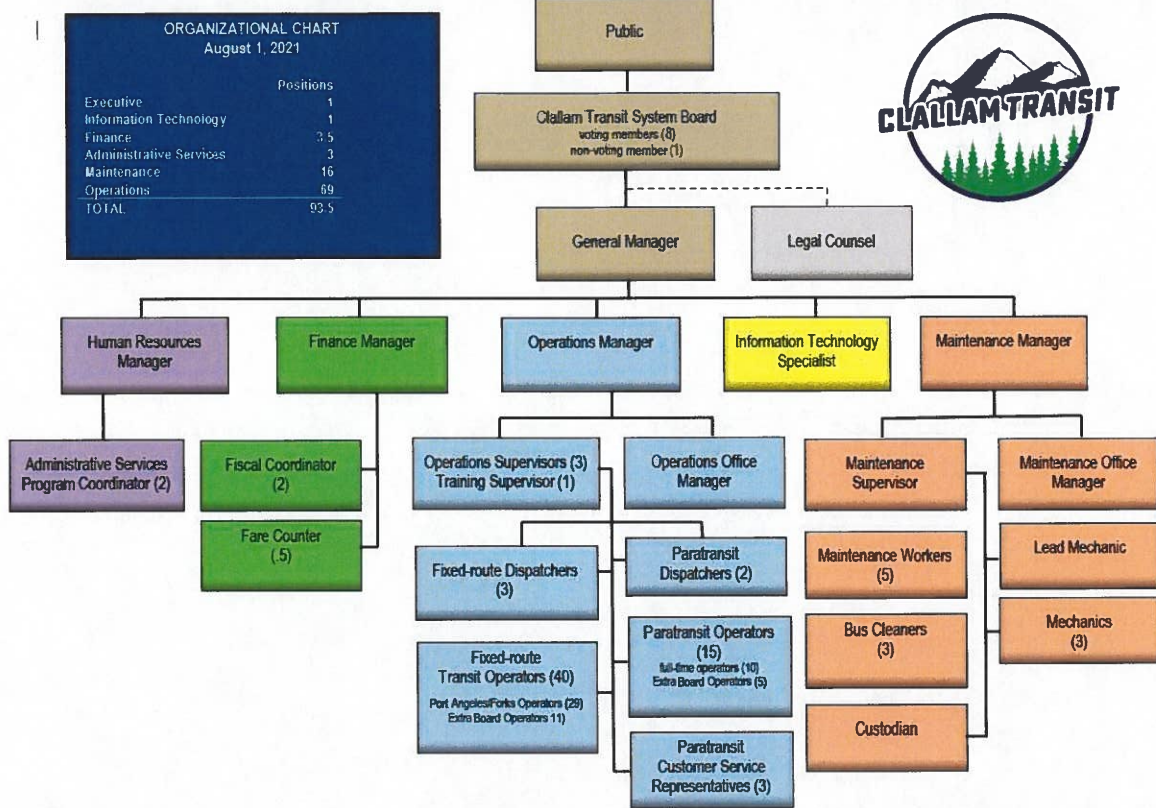 ORGANIZATIONAL CHART
August 1, 2021
Positions
Executive 1
Information Technology 1
Finance 3.5
Administrative Services 3
Maintenance 16
Operations 69
TOTAL 93.5
Public
Clallam Transit System Board
voting members (8)
non-voting member (1)
CLALLAM TRANSIT
General Manager
Legal Counsel
Human Resources
Manager
Finance Manager
Operations Manager
Information Technology
Specialist
Maintenance Manager
Administrative Services
Program Coordinator (2)
Fiscal Coordinator
(2)
Fare Counter
(.5)
Operations Supervisors (3)
Training Supervisor (1)
Operations Office
Manager
Fixed-route Dispatchers
(3)
Paratransit
Dispatchers (2)
Fixed-route
Transit Operators (40)
Port Angeles/Forks Operators (29)
Extra Board Operators 11)
Paratransit Operators
(15)
full-time operators (10)
Extra Board Operators (5)
Paratransit
Customer Service
Representatives (3)
Maintenance
Supervisor
Maintenance Office
Manager
Maintenance Workers
(5)
Lead Mechanic
Bus Cleaners
(3)
Mechanics
(3)
Custodian